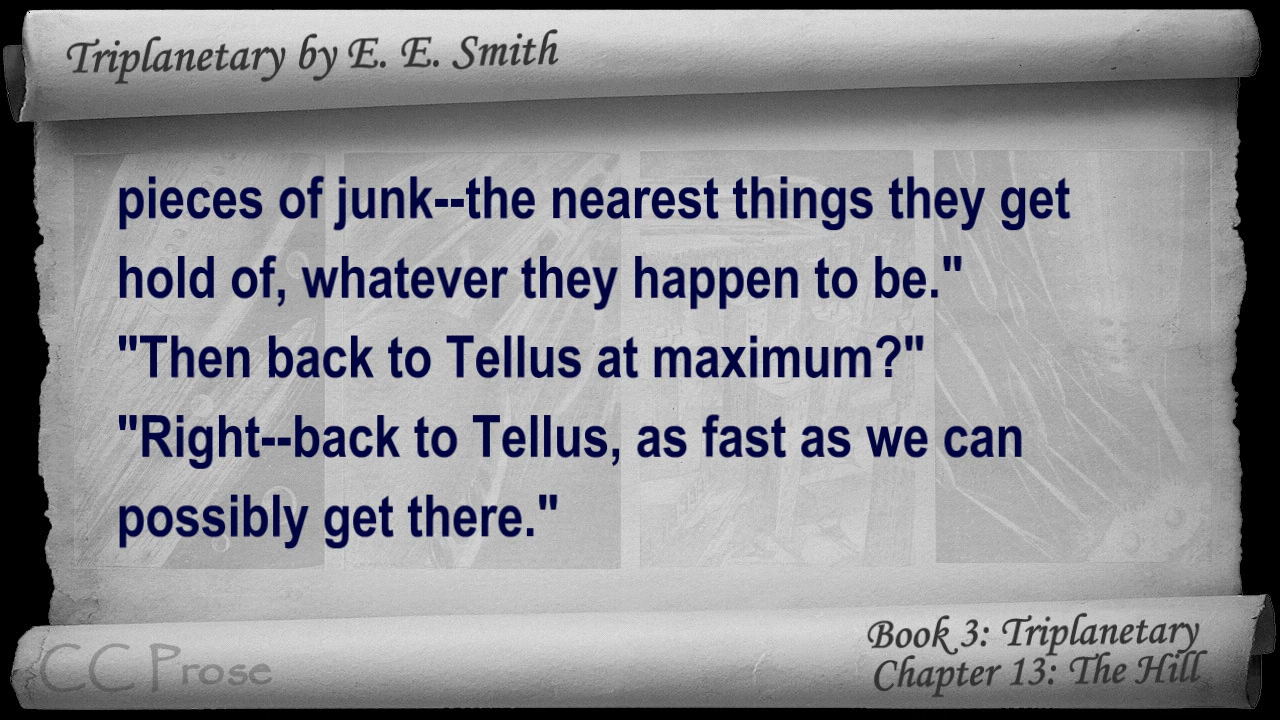 Triplanetary by E. E. Smith
pieces of junk--the nearest things they get
hold of, whatever they happen to be."
"Then back to Tellus at maximum?"
"Right--back to Tellus, as fast as we can
possibly get there."
Book 3: Triplanetary
Chapter 13: The Hill
CC Prose